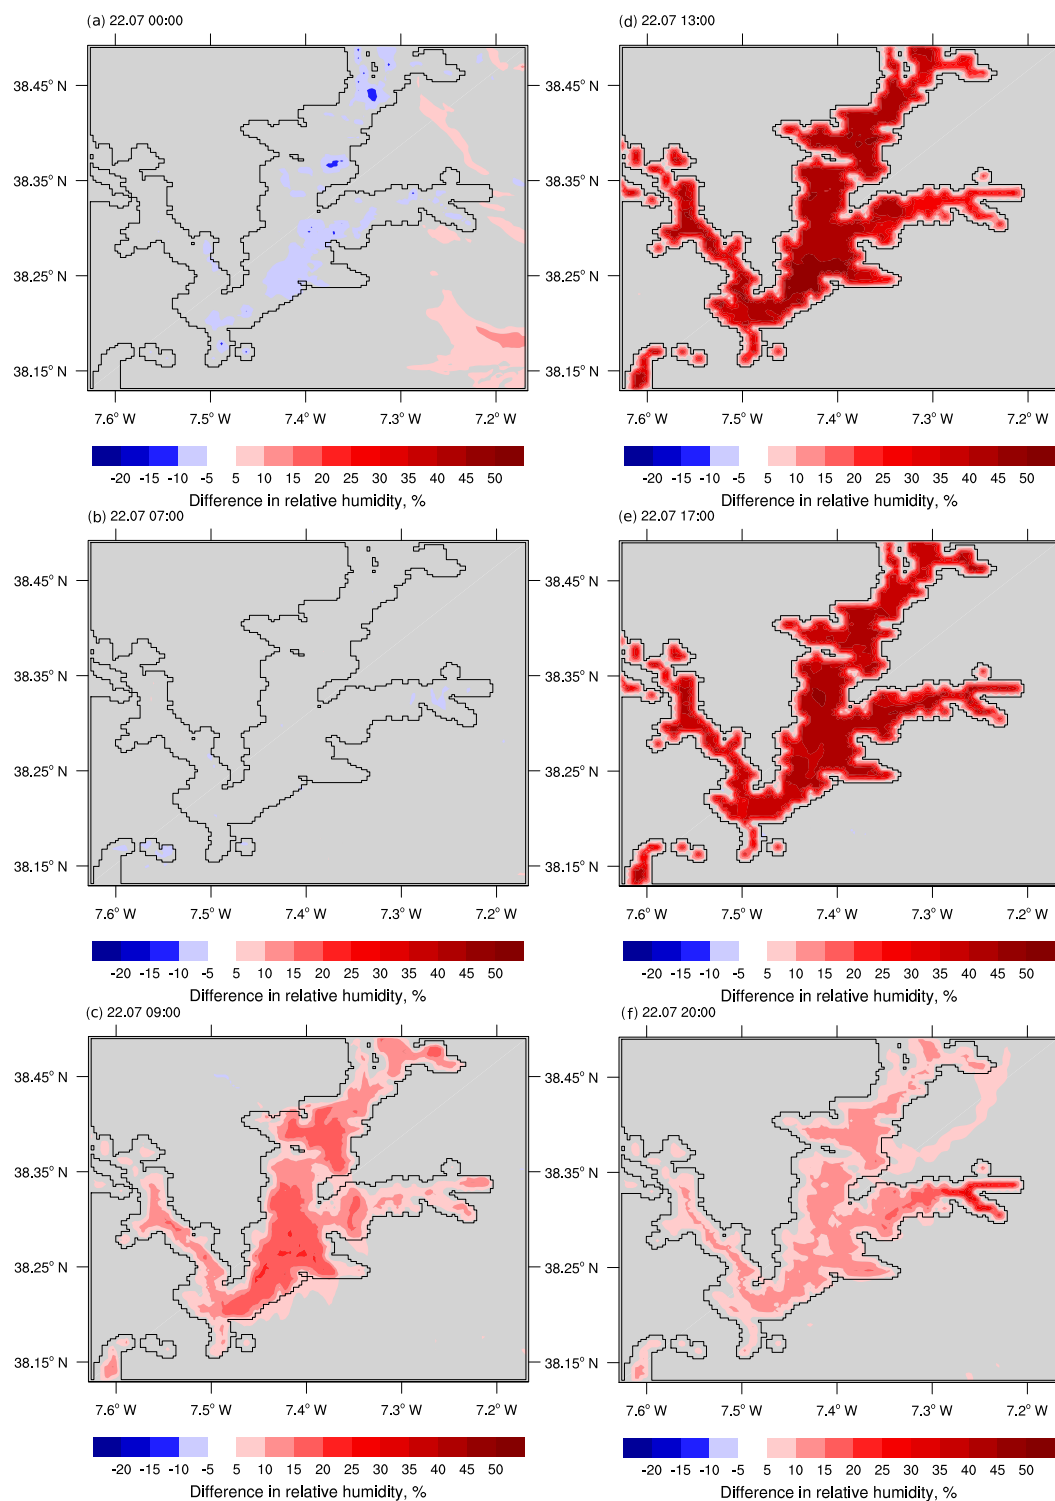 (a) 22.07 00:00
38.45° N
38.35° N
38.25° N
38.15° N
7.6° W 7.5° W 7.4° W 7.3° W 7.2° W
-20 -15 -10 -5 5 10 15 20 25 30 35 40 45 50
Difference in relative humidity, %
(b) 22.07 07:00
38.45° N
38.35° N
38.25° N
38.15° N
7.6° W 7.5° W 7.4° W 7.3° W 7.2° W
-20 -15 -10 -5 5 10 15 20 25 30 35 40 45 50
Difference in relative humidity, %
(c) 22.07 09:00
38.45° N
38.35° N
38.25° N
38.15° N
7.6° W 7.5° W 7.4° W 7.3° W 7.2° W
-20 -15 -10 -5 5 10 15 20 25 30 35 40 45 50
Difference in relative humidity, %
(d) 22.07 13:00
38.45° N
38.35° N
38.25° N
38.15° N
7.6° W 7.5° W 7.4° W 7.3° W 7.2° W
-20 -15 -10 -5 5 10 15 20 25 30 35 40 45 50
Difference in relative humidity, %
(e) 22.07 17:00
38.45° N
38.35° N
38.25° N
38.15° N
7.6° W 7.5° W 7.4° W 7.3° W 7.2° W
-20 -15 -10 -5 5 10 15 20 25 30 35 40 45 50
Difference in relative humidity, %
(f) 22.07 20:00
38.45° N
38.35° N
38.25° N
38.15° N
7.6° W 7.5° W 7.4° W 7.3° W 7.2° W
-20 -15 -10 -5 5 10 15 20 25 30 35 40 45 50
Difference in relative humidity, %